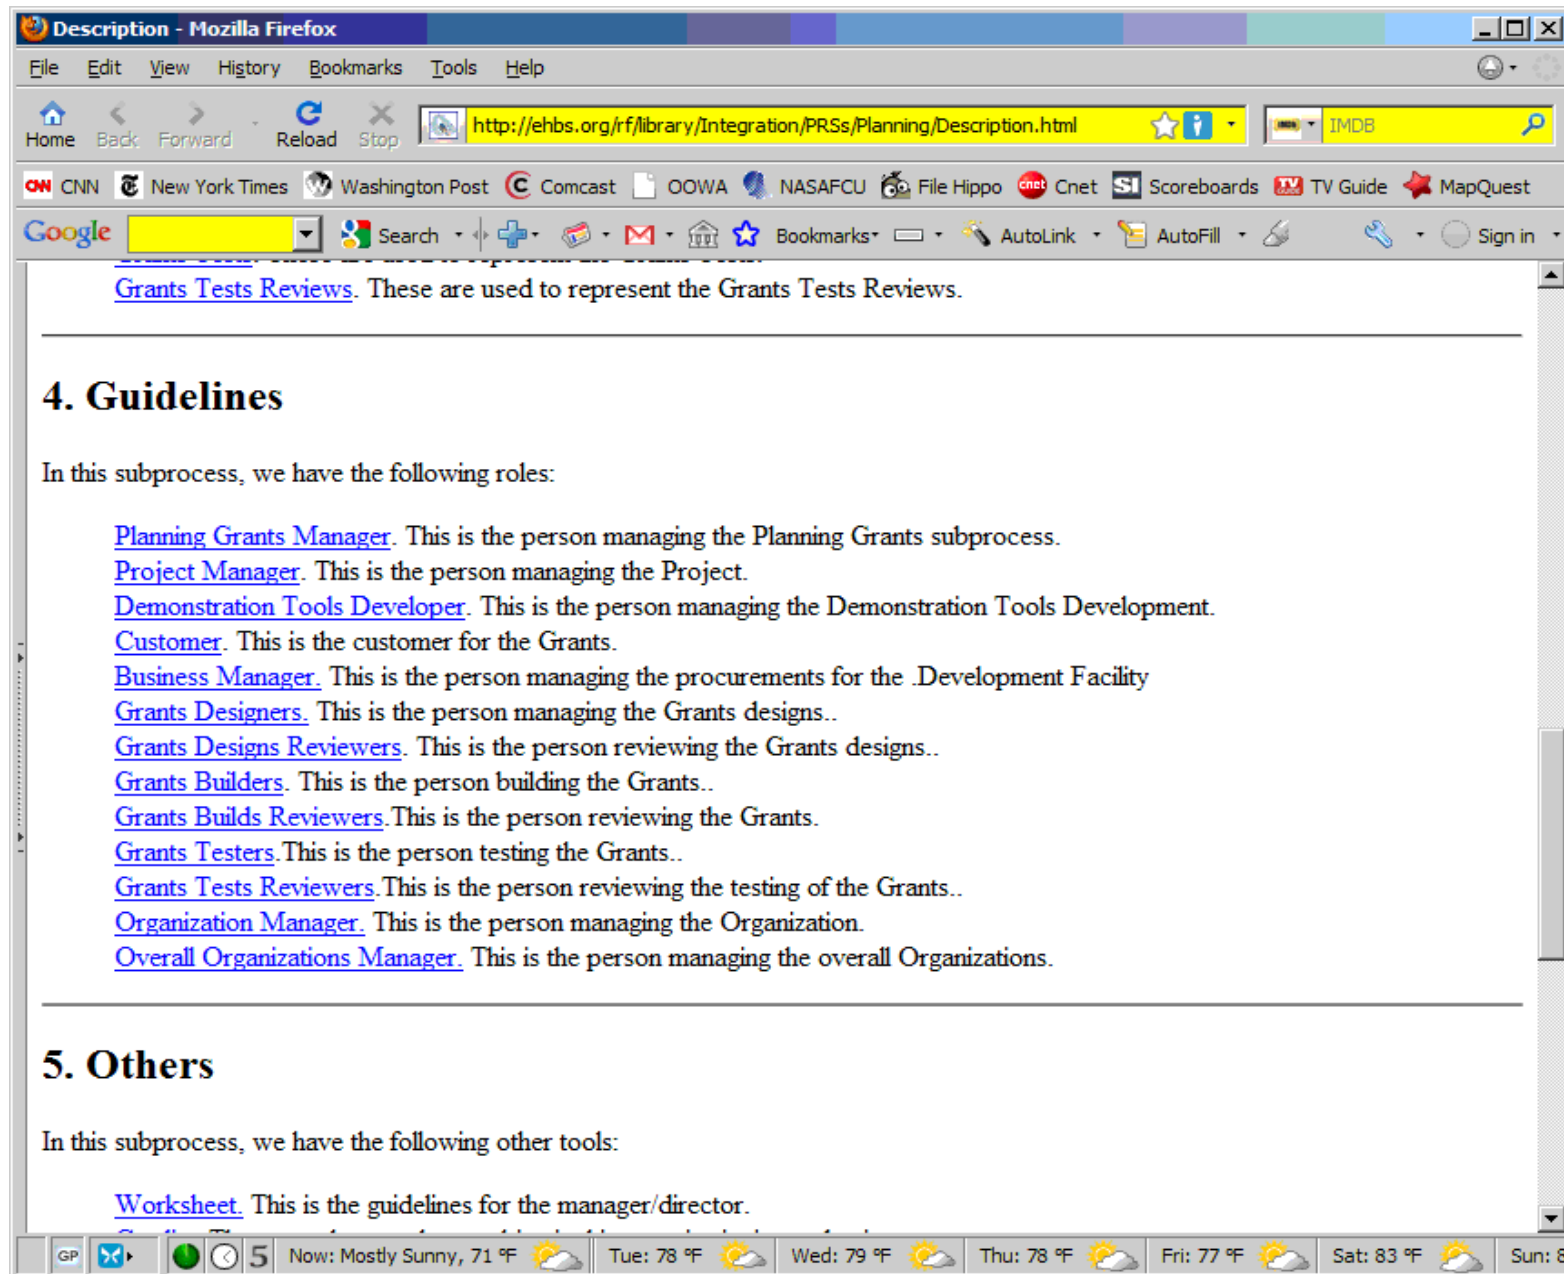 Description - Mozilla Firefox
File Edit View History Bookmarks Tools Help
Home Back Forward Reload Stop http://ehbs.org/rf/library/Integration/PRSs/Planning/Description.html IMDB
CNN CNN New York Times Washington Post Comcast OOWA NASAFCU File Hippo cnet Cnet SI Scoreboards TV Guide MapQuest
Google Search Bookmarks AutoLink AutoFill Sign in
Grants Tests Reviews. These are used to represent the Grants Tests Reviews.
4. Guidelines
In this subprocess, we have the following roles:
Planning Grants Manager. This is the person managing the Planning Grants subprocess.
Project Manager. This is the person managing the Project.
Demonstration Tools Developer. This is the person managing the Demonstration Tools Development.
Customer. This is the customer for the Grants.
Business Manager. This is the person managing the procurements for the .Development Facility
Grants Designers. This is the person managing the Grants designs..
Grants Designs Reviewers. This is the person reviewing the Grants designs..
Grants Builders. This is the person building the Grants..
Grants Builds Reviewers.This is the person reviewing the Grants.
Grants Testers.This is the person testing the Grants..
Grants Tests Reviewers.This is the person reviewing the testing of the Grants..
Organization Manager. This is the person managing the Organization.
Overall Organizations Manager. This is the person managing the overall Organizations.
5. Others
In this subprocess, we have the following other tools:
Worksheet. This is the guidelines for the manager/director.
GP 5 Now: Mostly Sunny, 71 °F Tue: 78 °F Wed: 79 °F Thu: 78 °F Fri: 77 °F Sat: 83 °F Sun: